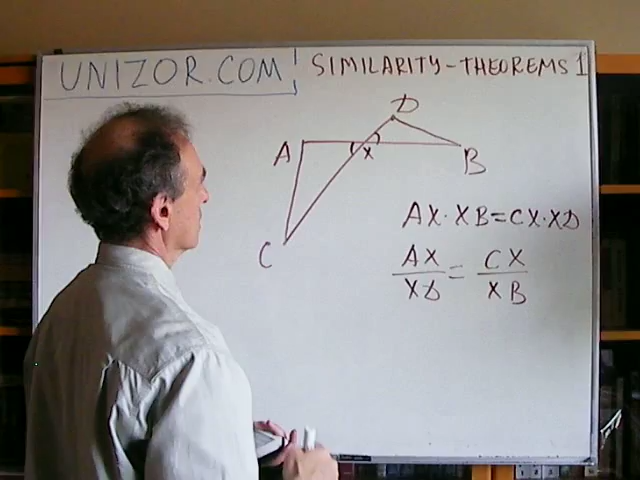 UNIZOR.COM
SIMILARITY-THEOREMS 1
D
A
X
B
C
AX·XB=CX·XD
AX/XD = CX/XB